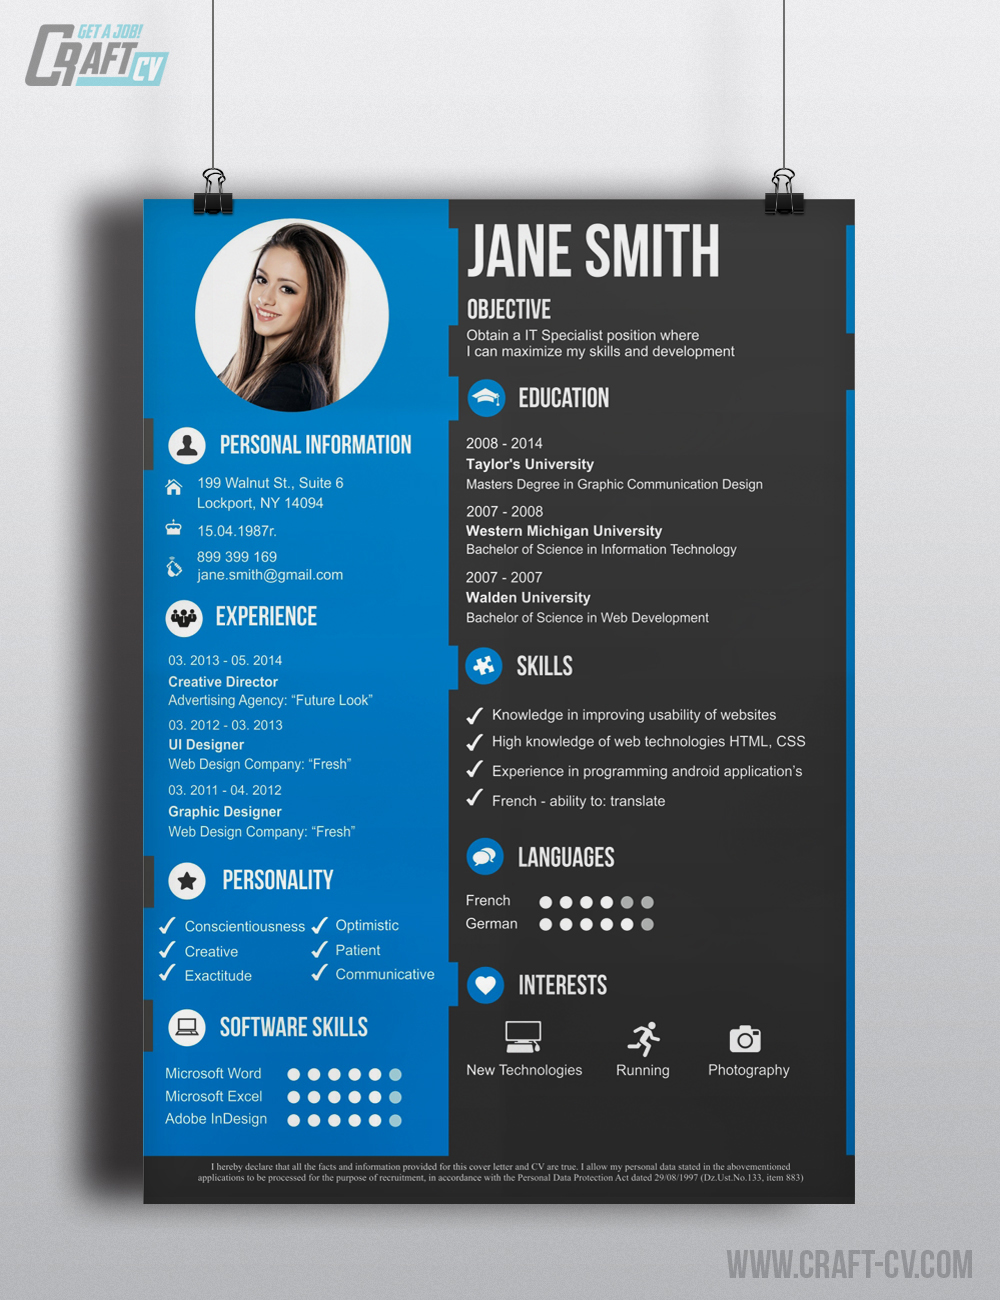 GET A JOB!
CRAFT CV
JANE SMITH
OBJECTIVE
Obtain a IT Specialist position where
I can maximize my skills and development
PERSONAL INFORMATION
199 Walnut St., Suite 6
Lockport, NY 14094
15.04.1987r.
899 399 169
jane.smith@gmail.com
EXPERIENCE
03. 2013 - 05. 2014
Creative Director
Advertising Agency: “Future Look”
03. 2012 - 03. 2013
UI Designer
Web Design Company: “Fresh”
03. 2011 - 04. 2012
Graphic Designer
Web Design Company: “Fresh”
PERSONALITY
Conscientiousness
Creative
Exactitude
Optimistic
Patient
Communicative
SOFTWARE SKILLS
Microsoft Word
Microsoft Excel
Adobe InDesign
EDUCATION
2008 - 2014
Taylor's University
Masters Degree in Graphic Communication Design
2007 - 2008
Western Michigan University
Bachelor of Science in Information Technology
2007 - 2007
Walden University
Bachelor of Science in Web Development
SKILLS
Knowledge in improving usability of websites
High knowledge of web technologies HTML, CSS
Experience in programming android application’s
French - ability to: translate
LANGUAGES
French
German
INTERESTS
New Technologies
Running
Photography
I hereby declare that all the facts and information provided for this cover letter and CV are true. I allow my personal data stated in the abovementioned
applications to be processed for the purpose of recruitment, in accordance with the Personal Data Protection Act dated 29/08/1997 (Dz.Ust.No.133, item 883)
WWW.CRAFT-CV.COM